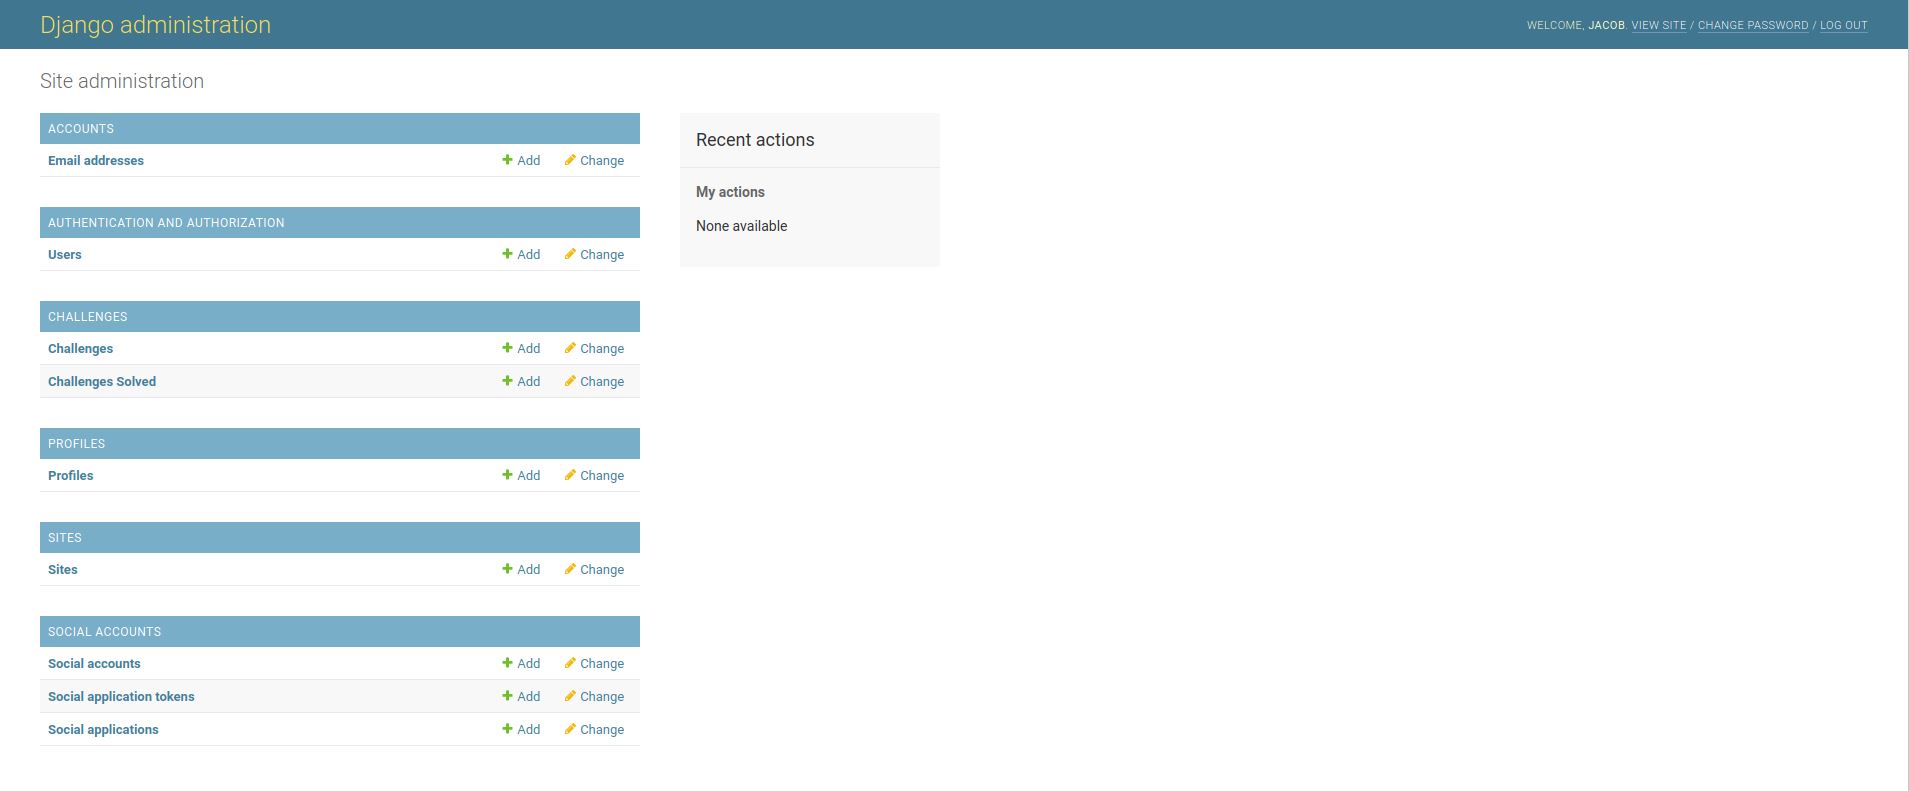 Django administration
WELCOME, JACOB. VIEW SITE / CHANGE PASSWORD / LOG OUT
Site administration
ACCOUNTS
Email addresses Add Change
AUTHENTICATION AND AUTHORIZATION
Users Add Change
CHALLENGES
Challenges Add Change
Challenges Solved Add Change
PROFILES
Profiles Add Change
SITES
Sites Add Change
SOCIAL ACCOUNTS
Social accounts Add Change
Social application tokens Add Change
Social applications Add Change
Recent actions
My actions
None available